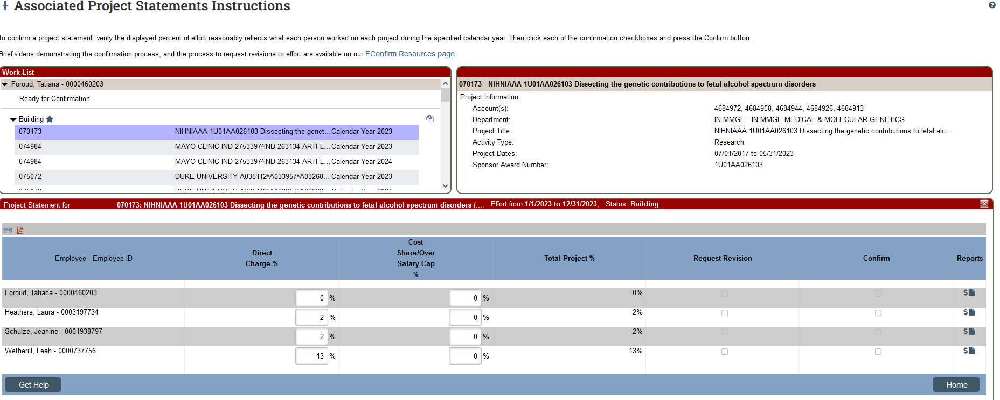 Associated Project Statements Instructions
To confirm a project statement, verify the displayed percent of effort reasonably reflects what each person worked on each project during the specified calendar year. Then click each of the confirmation checkboxes and press the Confirm button.
Brief videos demonstrating the confirmation process, and the process to request revisions to effort are available on our EConfirm Resources page.
Work List
Foroud, Tatiana - 0000460203
Ready for Confirmation
Building
070173 NIHNIAAA 1U01AA026103 Dissecting the genet... Calendar Year 2023
074984 MAYO CLINIC IND-2753397^IND-263134 ARTFL... Calendar Year 2023
074984 MAYO CLINIC IND-2753397^IND-263134 ARTFL... Calendar Year 2024
075072 DUKE UNIVERSITY A035112^A033957^A03268... Calendar Year 2023
070173 - NIHNIAAA 1U01AA026103 Dissecting the genetic contributions to fetal alcohol spectrum disorders
Project Information
Account(s): 4684972, 4684958, 4684944, 4684926, 4684913
Department: IN-MMGE - IN-MMGE MEDICAL & MOLECULAR GENETICS
Project Title: NIHNIAAA 1U01AA026103 Dissecting the genetic contributions to fetal alc...
Activity Type: Research
Project Dates: 07/01/2017 to 05/31/2023
Sponsor Award Number: 1U01AA026103
Project Statement for 070173: NIHNIAAA 1U01AA026103 Dissecting the genetic contributions to fetal alcohol spectrum disorders (...; Effort from 1/1/2023 to 12/31/2023; Status: Building
Employee - Employee ID
Direct
Charge %
Cost
Share/Over
Salary Cap
%
Total Project %
Request Revision
Confirm
Reports
Foroud, Tatiana - 0000460203 0 % 0 % 0% $
Heathers, Laura - 0003197734 2 % 0 % 2% $
Schulze, Jeanine - 0001938797 2 % 0 % 2% $
Wetherill, Leah - 0000737756 13 % 0 % 13% $
Get Help
Home